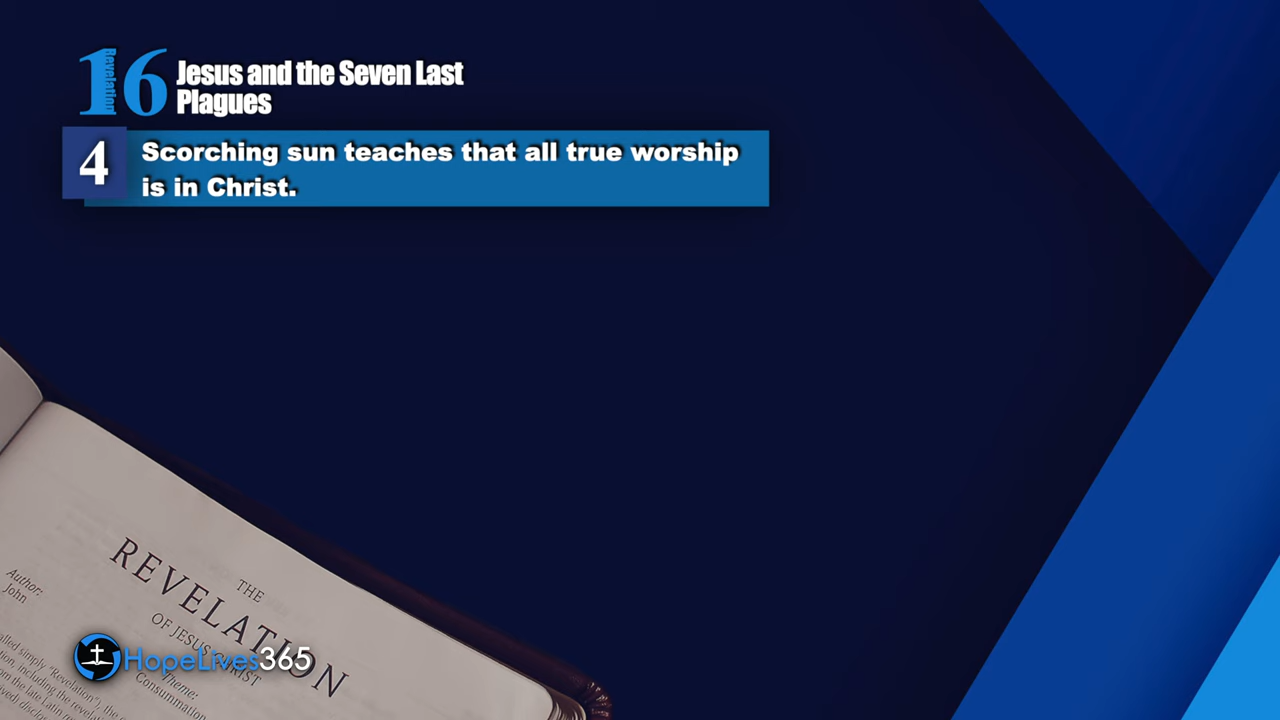 16
Revelation
Jesus and the Seven Last
Plagues
4
Scorching sun teaches that all true worship
is in Christ.
THE
REVELATION
OF JESUS CHRIST
Author:
John
Theme:
Consummation
HopeLives365